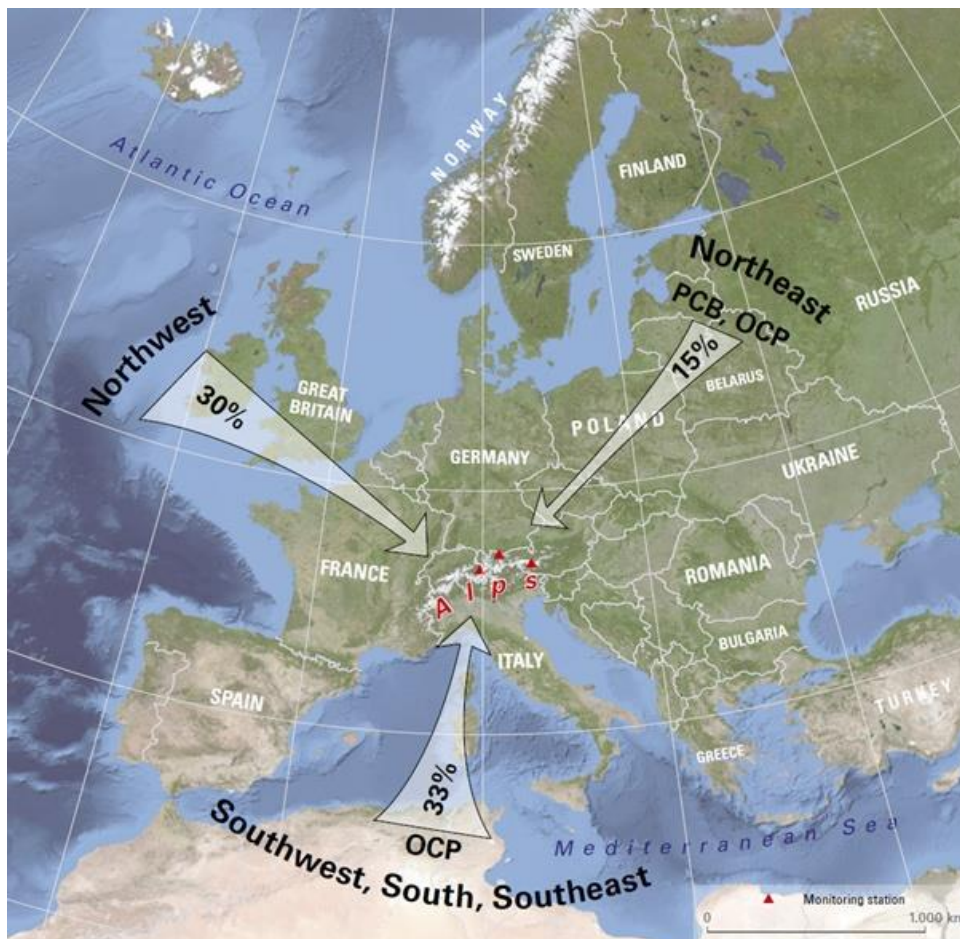 NORWAY
Atlantic Ocean
FINLAND
SWEDEN
Northeast
RUSSIA
PCB, OCP
Northwest
15%
BELARUS
GREAT
BRITAIN
30%
POLAND
GERMANY
UKRAINE
FRANCE
ROMANIA
Alps
BULGARIA
ITALY
SPAIN
TURKEY
GREECE
33%
OCP
Mediterranean Sea
Southwest, South, Southeast
Monitoring station
0 1.000 km